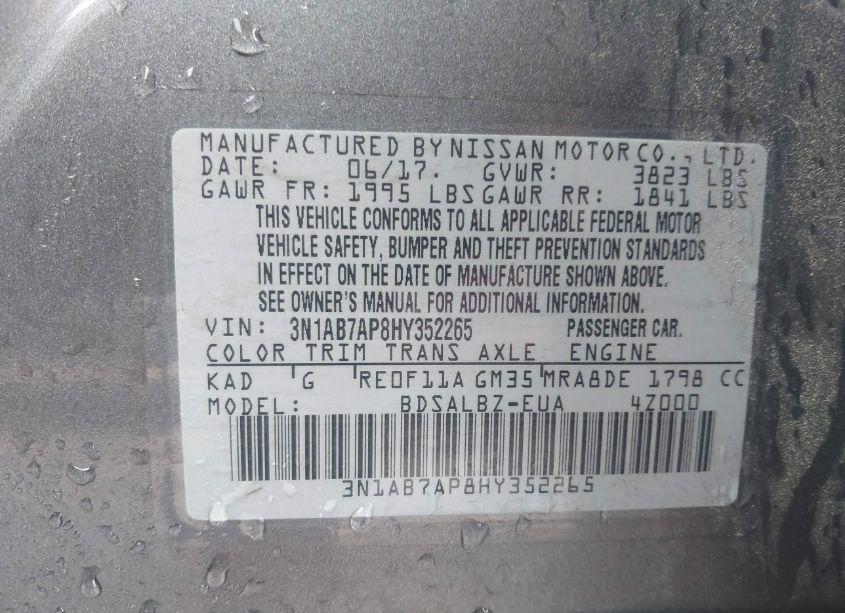 MANUFACTURED BY NISSAN MOTOR CO., LTD.
DATE: 06/17. GVWR: 3823 LBS
GAWR FR: 1995 LBS GAWR RR: 1841 LBS
THIS VEHICLE CONFORMS TO ALL APPLICABLE FEDERAL MOTOR
VEHICLE SAFETY, BUMPER AND THEFT PREVENTION STANDARDS
IN EFFECT ON THE DATE OF MANUFACTURE SHOWN ABOVE.
SEE OWNER'S MANUAL FOR ADDITIONAL INFORMATION.
VIN: 3N1AB7AP8HY352265 PASSENGER CAR.
COLOR TRIM TRANS AXLE ENGINE
KAD G RE0F11A GM35 MRA8DE 1798 CC
MODEL: BDSALBZ-EUA 4Z000
3N1AB7AP8HY352265